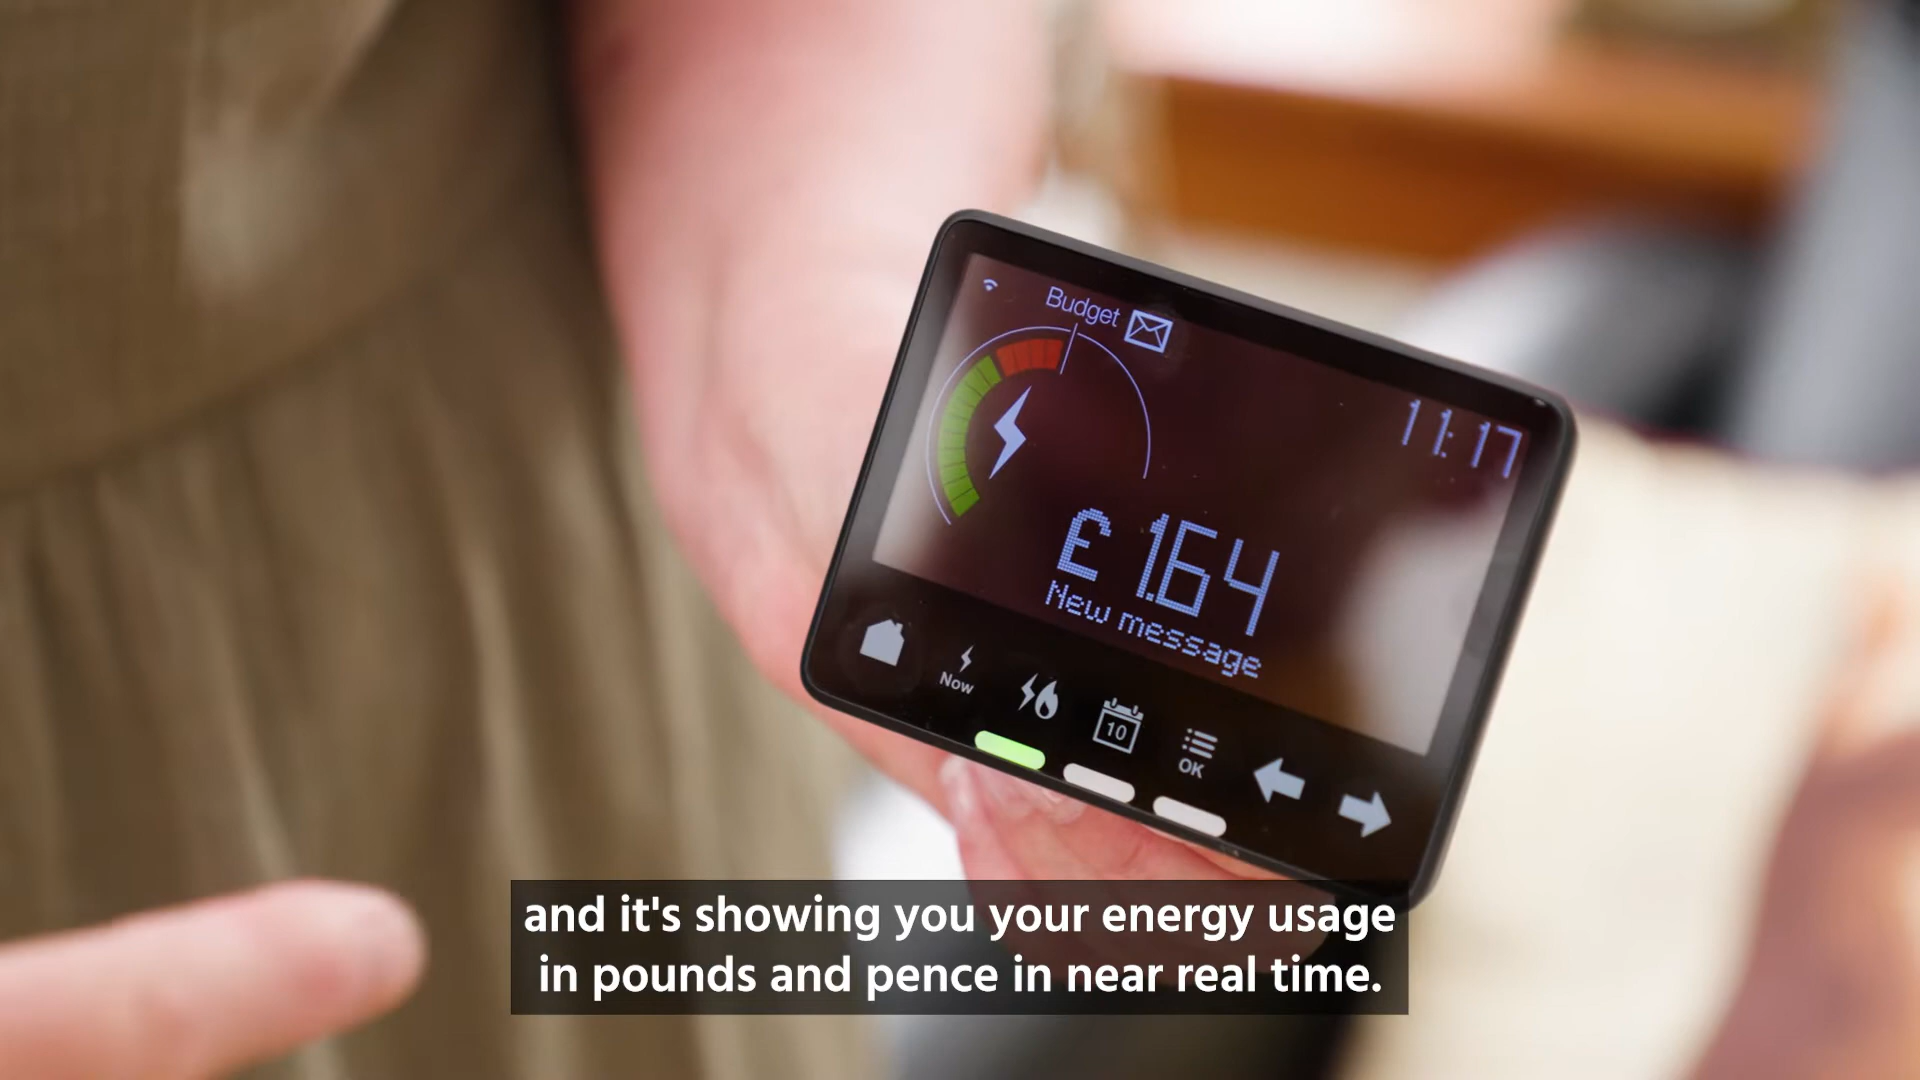 Budget
11:17
£ 1.64
New message
Now
10
OK
and it's showing you your energy usage
in pounds and pence in near real time.